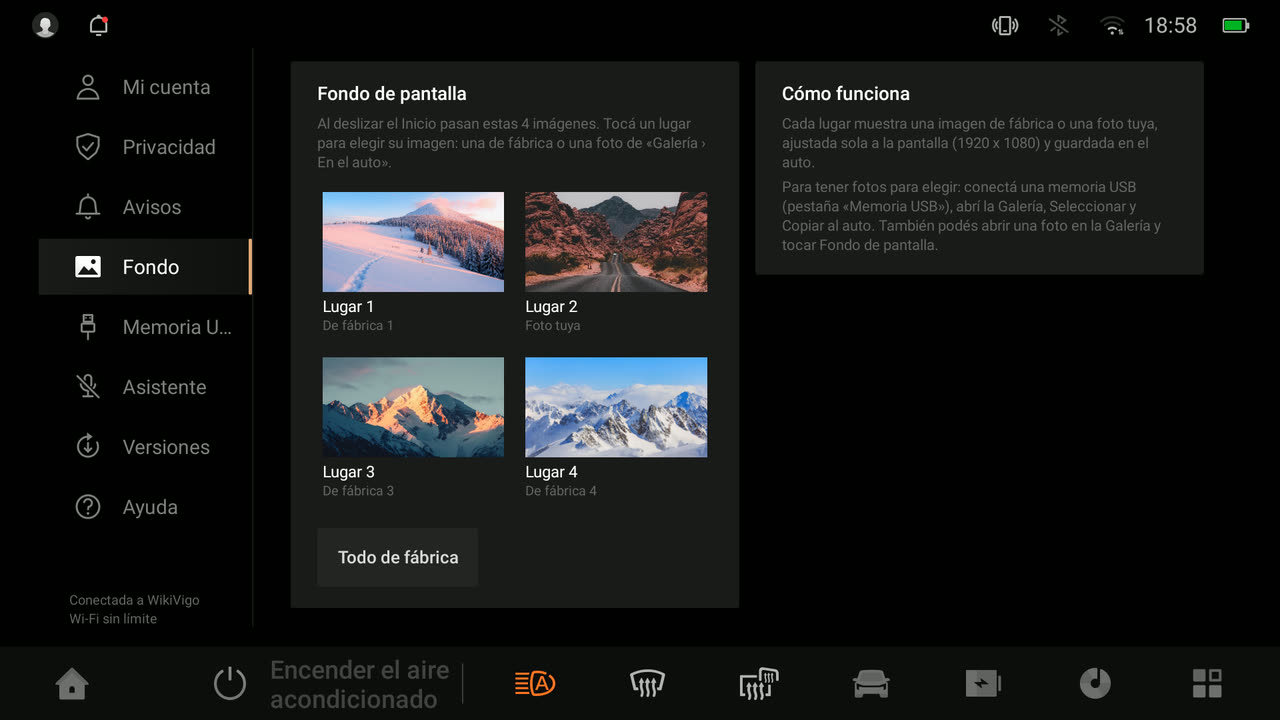 18:58
Mi cuenta
Privacidad
Avisos
Fondo
Memoria U...
Asistente
Versiones
Ayuda
Conectada a WikiVigo
Wi-Fi sin límite
Fondo de pantalla
Al deslizar el Inicio pasan estas 4 imágenes. Tocá un lugar
para elegir su imagen: una de fábrica o una foto de «Galería ›
En el auto».
Lugar 1
De fábrica 1
Lugar 2
Foto tuya
Lugar 3
De fábrica 3
Lugar 4
De fábrica 4
Todo de fábrica
Cómo funciona
Cada lugar muestra una imagen de fábrica o una foto tuya,
ajustada sola a la pantalla (1920 x 1080) y guardada en el
auto.
Para tener fotos para elegir: conectá una memoria USB
(pestaña «Memoria USB»), abrí la Galería, Seleccionar y
Copiar al auto. También podés abrir una foto en la Galería y
tocar Fondo de pantalla.
Encender el aire
acondicionado
A